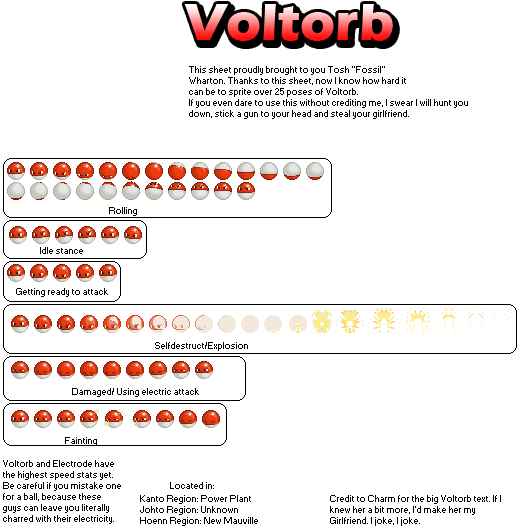 Voltorb
This sheet proudly brought to you Tosh "Fossil"
Wharton. Thanks to this sheet, now I know how hard it
can be to sprite over 25 poses of Voltorb.
If you even dare to use this without crediting me, I swear I will hunt you
down, stick a gun to your head and steal your girlfriend.
Rolling
Idle stance
Getting ready to attack
Selfdestruct/Explosion
Damaged/ Using electric attack
Fainting
Voltorb and Electrode have
the highest speed stats yet.
Be careful if you mistake one
for a ball, because these
guys can leave you literally
charred with their electricity.
Located in:
Kanto Region: Power Plant
Johto Region: Unknown
Hoenn Region: New Mauville
Credit to Charm for the big Voltorb text. If I
knew her a bit more, I'd make her my
Girlfriend. I joke, I joke.